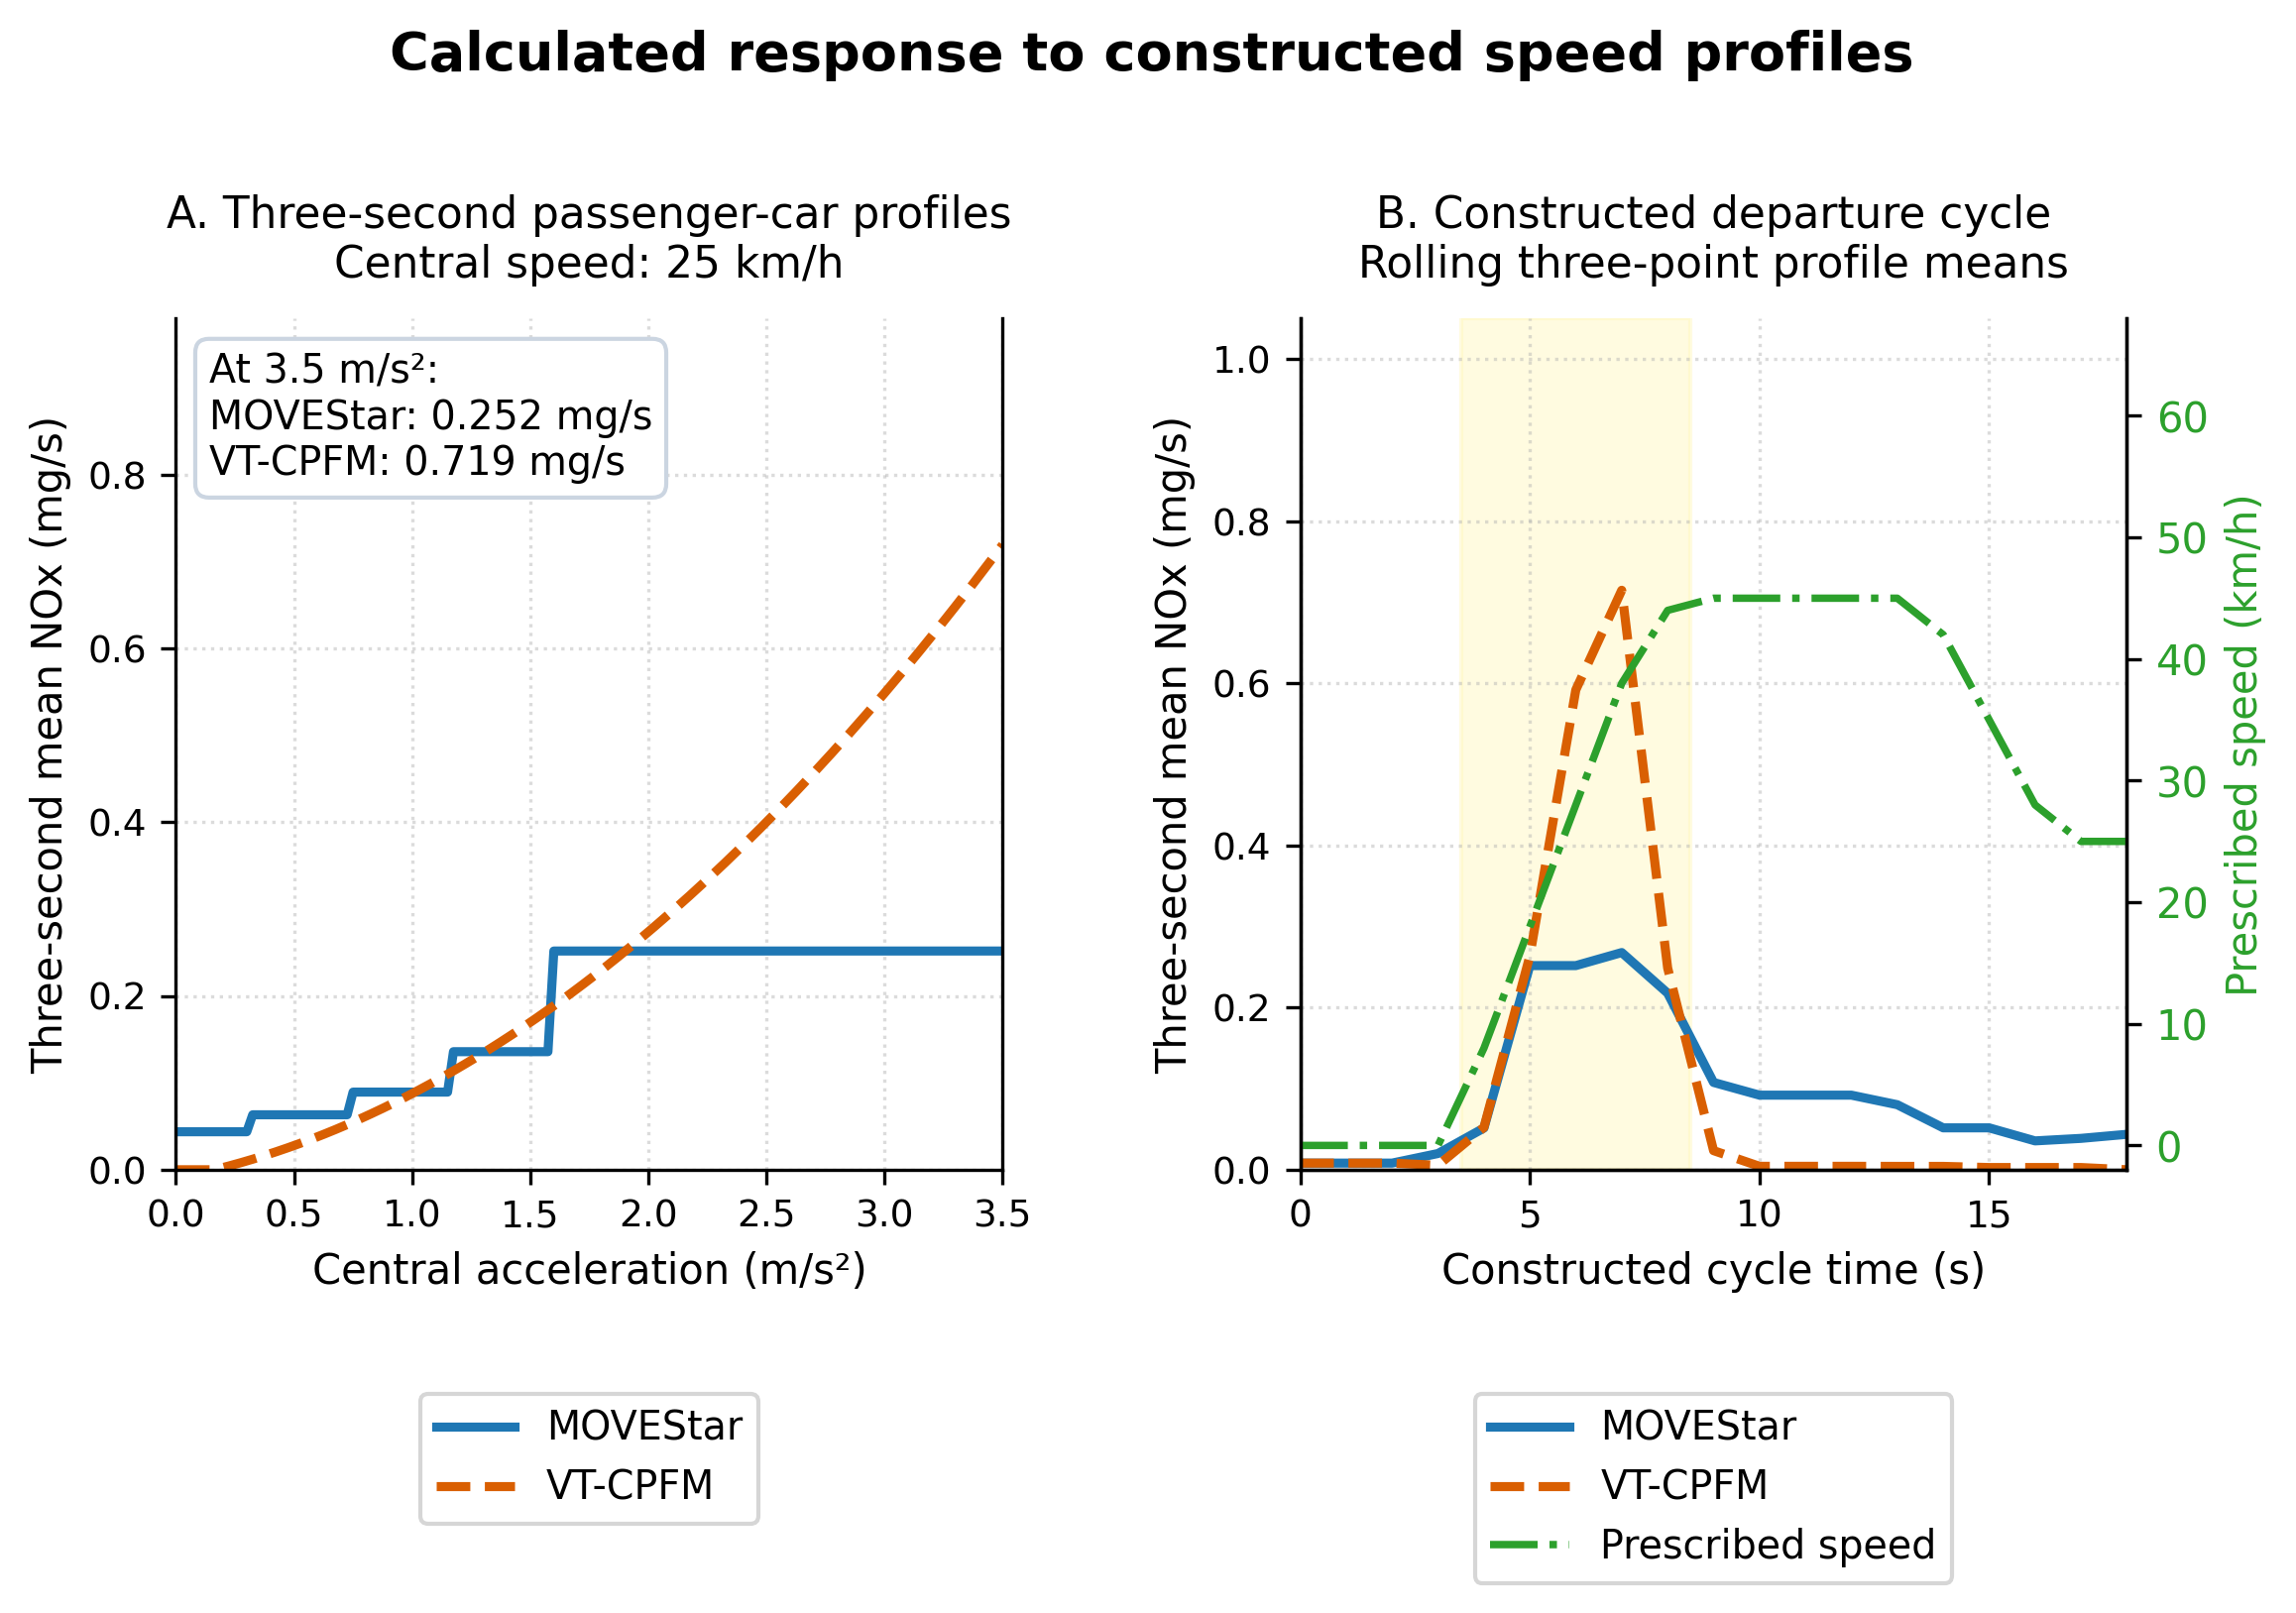 Calculated response to constructed speed profiles
A. Three-second passenger-car profiles
Central speed: 25 km/h
At 3.5 m/s²:
MOVEStar: 0.252 mg/s
VT-CPFM: 0.719 mg/s
Three-second mean NOx (mg/s)
0.8
0.6
0.4
0.2
0.0
0.0 0.5 1.0 1.5 2.0 2.5 3.0 3.5
Central acceleration (m/s²)
MOVEStar
VT-CPFM
B. Constructed departure cycle
Rolling three-point profile means
Three-second mean NOx (mg/s)
1.0
0.8
0.6
0.4
0.2
0.0
0 5 10 15
Constructed cycle time (s)
60
50
40
30
20
10
0
Prescribed speed (km/h)
MOVEStar
VT-CPFM
Prescribed speed